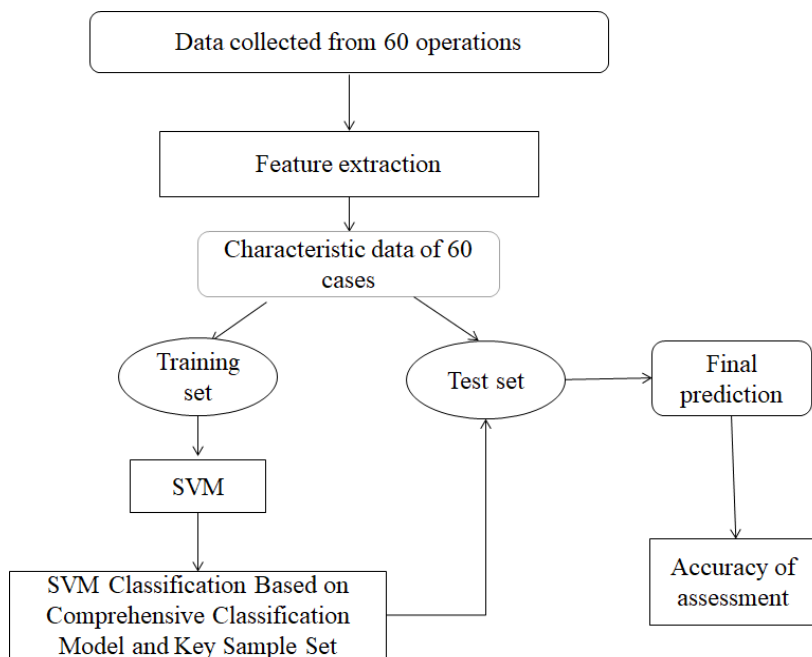 Data collected from 60 operations
Feature extraction
Characteristic data of 60
cases
Training
set
Test set
Final
prediction
SVM
SVM Classification Based on
Comprehensive Classification
Model and Key Sample Set
Accuracy of
assessment